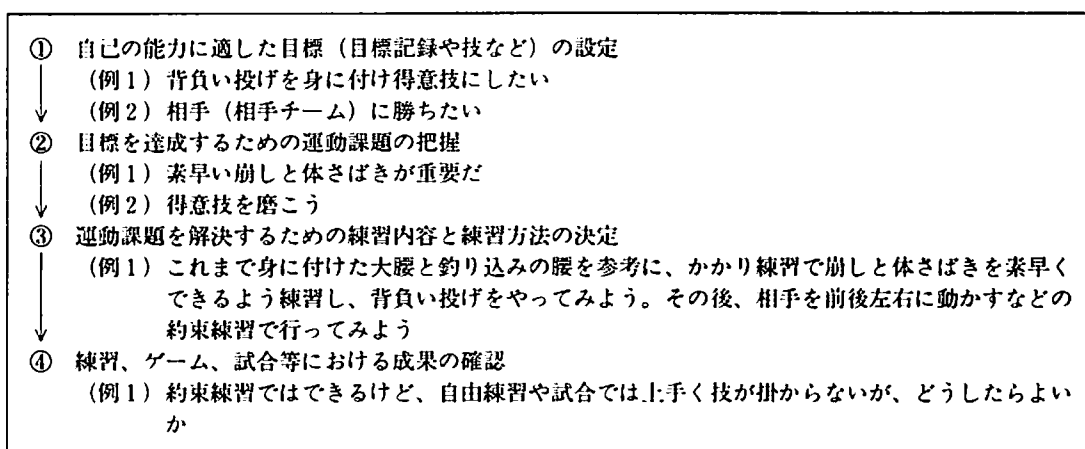 ① 自己の能力に適した目標（目標記録や技など）の設定
（例1）背負い投げを身に付け得意技にしたい
（例2）相手（相手チーム）に勝ちたい
② 目標を達成するための運動課題の把握
（例1）素早い崩しと体さばきが重要だ
（例2）得意技を磨こう
③ 運動課題を解決するための練習内容と練習方法の決定
（例1）これまで身に付けた大腰と釣り込みの腰を参考に、かかり練習で崩しと体さばきを素早く
できるよう練習し、背負い投げをやってみよう。その後、相手を前後左右に動かすなどの
約束練習で行ってみよう
④ 練習、ゲーム、試合等における成果の確認
（例1）約束練習ではできるけど、自由練習や試合では上手く技が掛からないが、どうしたらよい
か